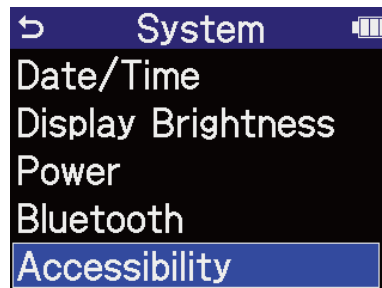 System
Date/Time
Display Brightness
Power
Bluetooth
Accessibility